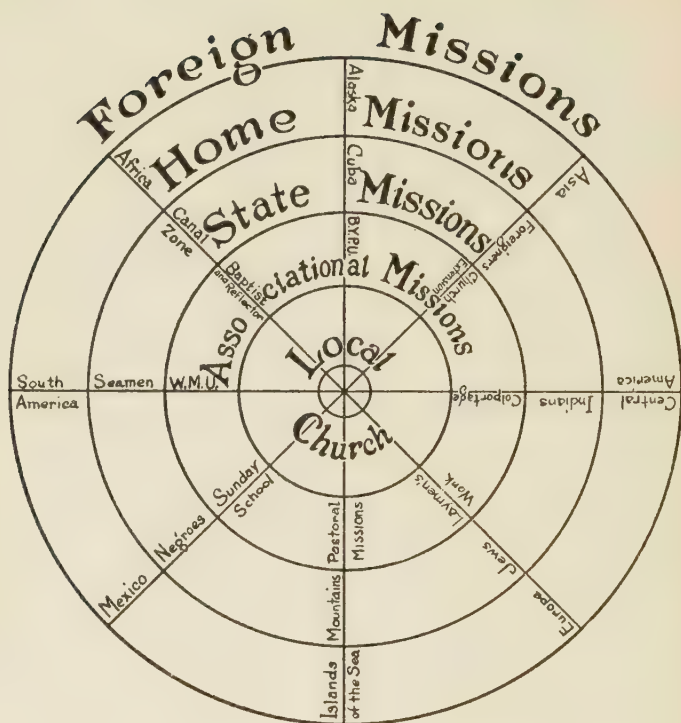 Foreign Missions
Home Missions
State Missions
Associational Missions
Local
Church
Alaska
Cuba
B.Y.P.U.
Asia
Foreigners
Church
Extension
Central
America
Indians
Colportage
Europe
Jews
Laymen's
Work
Islands
of the Sea
Mountains
Pastoral
Missions
Mexico
Negroes
Sunday
School
South
America
Seamen
W.M.U.
Africa
Canal
Zone
Baptist
and Reflector